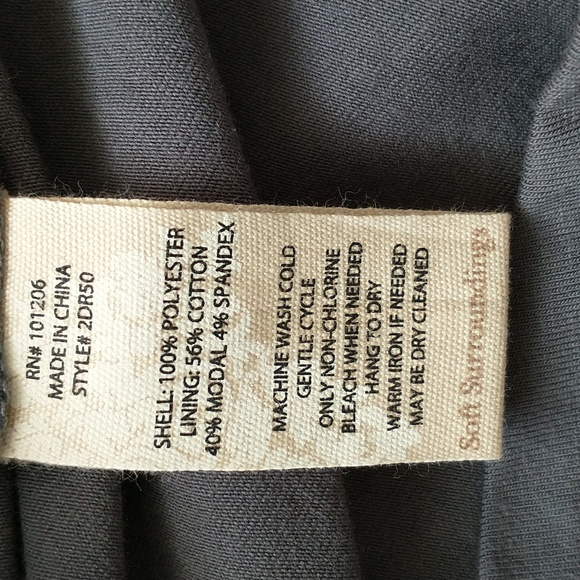 RN# 101206
MADE IN CHINA
STYLE# 2DR50
SHELL: 100% POLYESTER
LINING: 56% COTTON
40% MODAL 4% SPANDEX
MACHINE WASH COLD
GENTLE CYCLE
ONLY NON-CHLORINE
BLEACH WHEN NEEDED
HANG TO DRY
WARM IRON IF NEEDED
MAY BE DRY CLEANED
Soft Surroundings